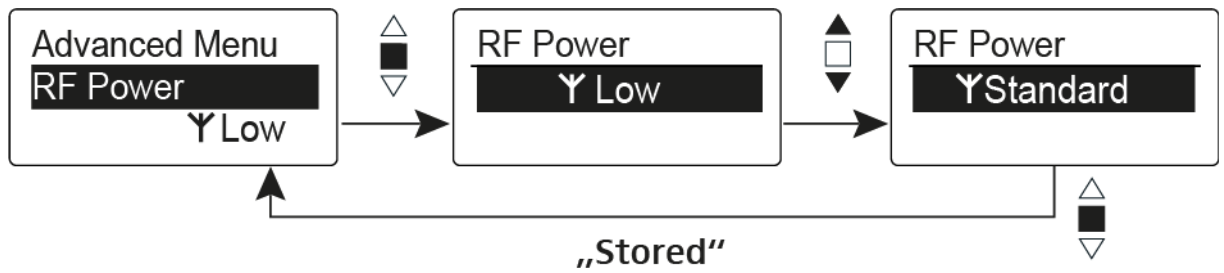 Advanced Menu
RF Power
Low
RF Power
Low
RF Power
Standard
„Stored“